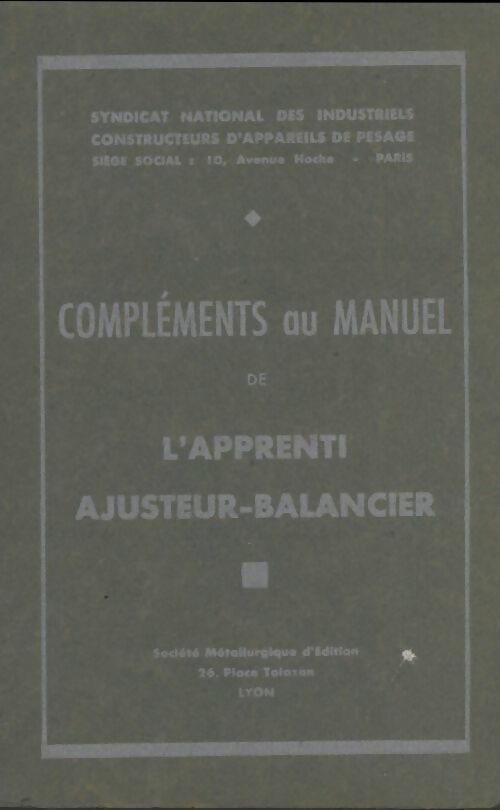 SYNDICAT NATIONAL DES INDUSTRIELS
CONSTRUCTEURS D'APPAREILS DE PESAGE
SIÈGE SOCIAL : 10, Avenue Hoche - PARIS
COMPLÉMENTS au MANUEL
DE
L'APPRENTI
AJUSTEUR-BALANCIER
Société Métallurgique d'Edition
26, Place Tolozan
LYON